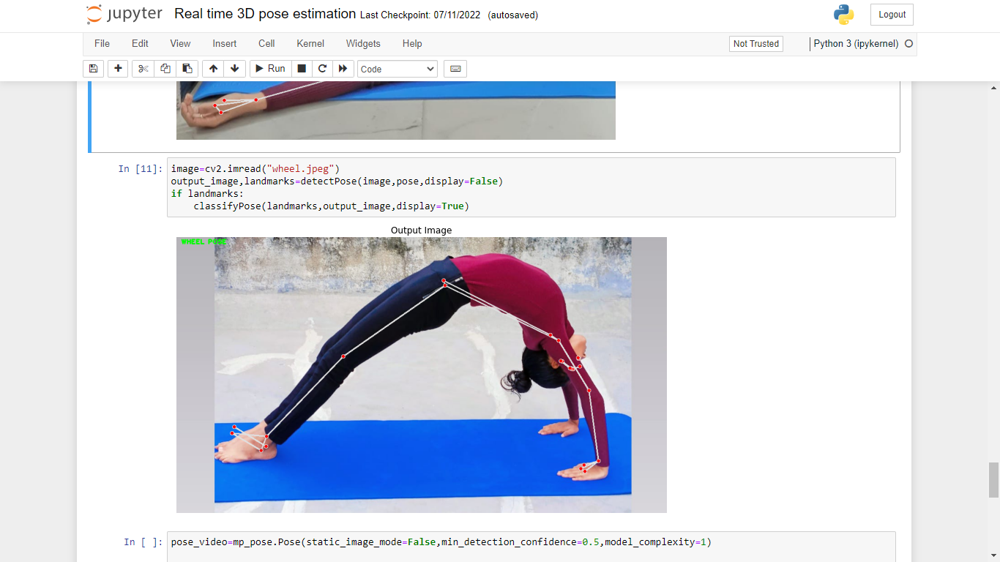 jupyter Real time 3D pose estimation Last Checkpoint: 07/11/2022 (autosaved) Logout
File Edit View Insert Cell Kernel Widgets Help Not Trusted Python 3 (ipykernel)
Run Code
In [11]: image=cv2.imread("wheel.jpeg")
output_image,landmarks=detectPose(image,pose,display=False)
if landmarks:
    classifyPose(landmarks,output_image,display=True)
Output Image
WHEEL POSE
In [ ]: pose_video=mp_pose.Pose(static_image_mode=False,min_detection_confidence=0.5,model_complexity=1)